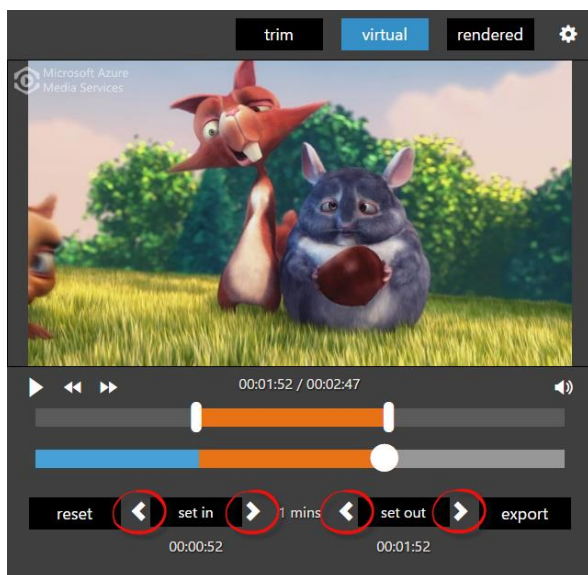 trim virtual rendered
Microsoft Azure
Media Services
00:01:52 / 00:02:47
reset set in 1 mins set out export
00:00:52 00:01:52